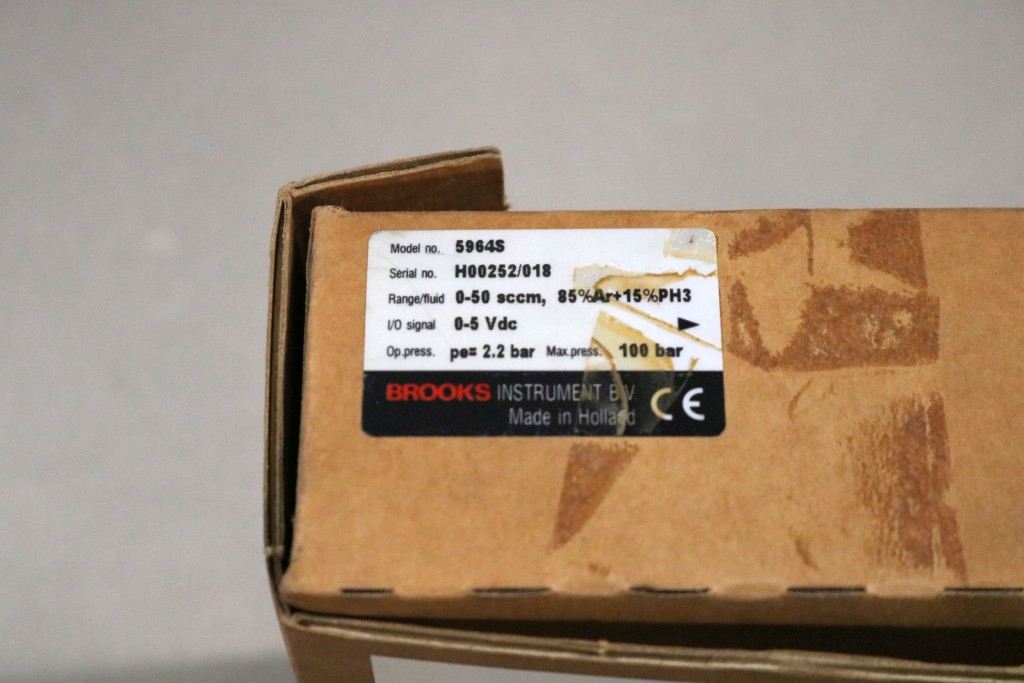 Model no. 5964S
Serial no. H00252/018
Range/fluid 0-50 sccm, 85%Ar+15%PH3
I/O signal 0-5 Vdc
Op.press. pe= 2.2 bar Max.press. 100 bar
BROOKS INSTRUMENT B.V.
Made in Holland
CE